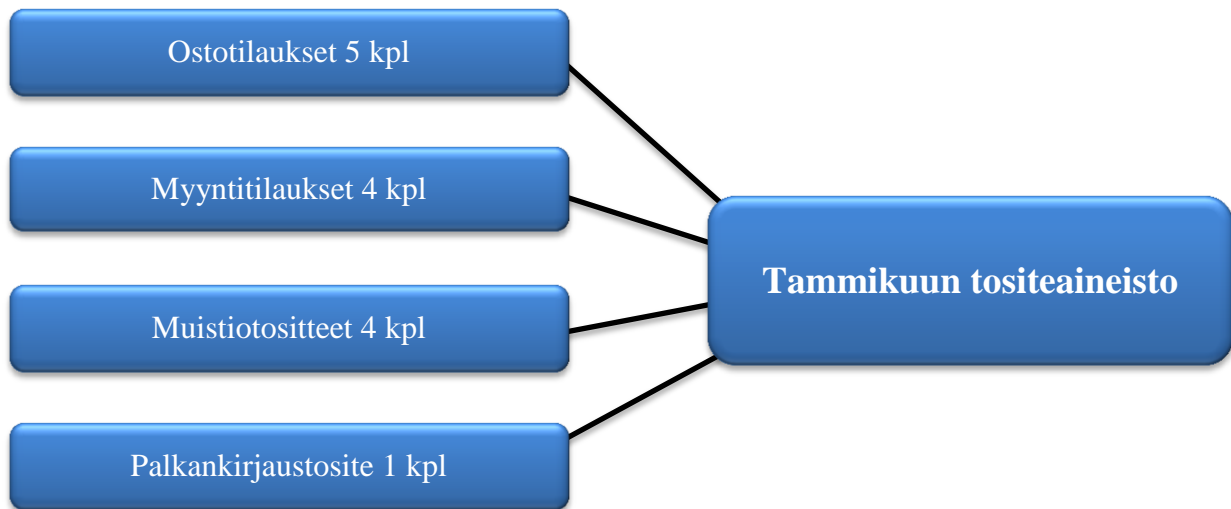 Ostotilaukset 5 kpl
Myyntitilaukset 4 kpl
Muistiotositteet 4 kpl
Palkankirjaustosite 1 kpl
Tammikuun tositeaineisto